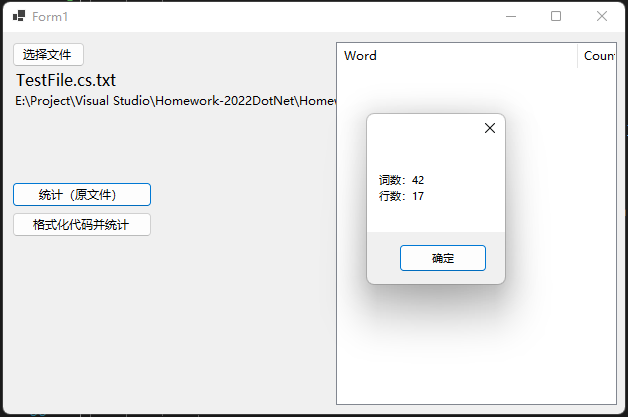 Form1
选择文件
TestFile.cs.txt
E:\Project\Visual Studio\Homework-2022DotNet\Homew
统计（原文件）
格式化代码并统计
Word Coun
词数：42
行数：17
确定